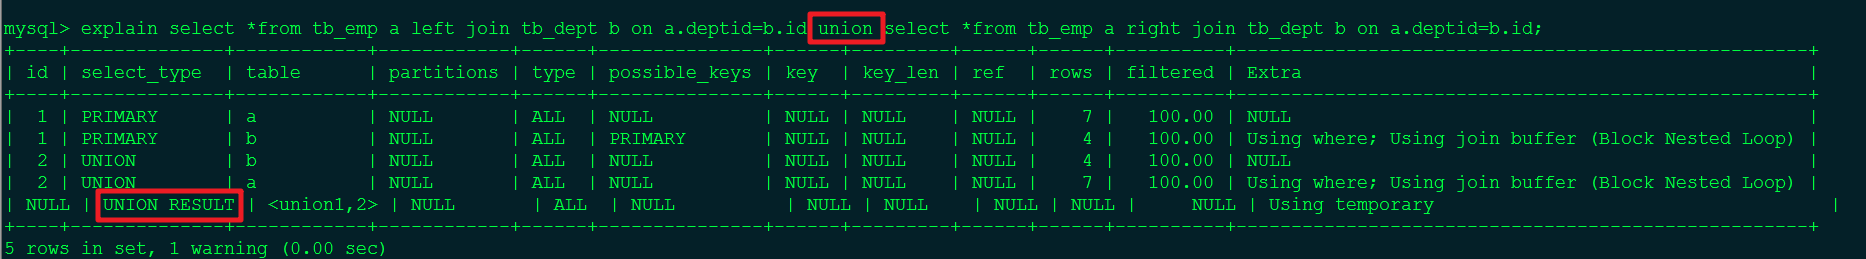 mysql> explain select *from tb_emp a left join tb_dept b on a.deptid=b.id union select *from tb_emp a right join tb_dept b on a.deptid=b.id;
+----+--------------+------------+------------+------+---------------+------+---------+------+------+----------+----------------------------------------------------+
| id | select_type | table | partitions | type | possible_keys | key | key_len | ref | rows | filtered | Extra |
+----+--------------+------------+------------+------+---------------+------+---------+------+------+----------+----------------------------------------------------+
| 1 | PRIMARY | a | NULL | ALL | NULL | NULL | NULL | NULL | 7 | 100.00 | NULL |
| 1 | PRIMARY | b | NULL | ALL | PRIMARY | NULL | NULL | NULL | 4 | 100.00 | Using where; Using join buffer (Block Nested Loop) |
| 2 | UNION | b | NULL | ALL | NULL | NULL | NULL | NULL | 4 | 100.00 | NULL |
| 2 | UNION | a | NULL | ALL | NULL | NULL | NULL | NULL | 7 | 100.00 | Using where; Using join buffer (Block Nested Loop) |
| NULL | UNION RESULT | <union1,2> | NULL | ALL | NULL | NULL | NULL | NULL | NULL | NULL | Using temporary |
+----+--------------+------------+------------+------+---------------+------+---------+------+------+----------+----------------------------------------------------+
5 rows in set, 1 warning (0.00 sec)